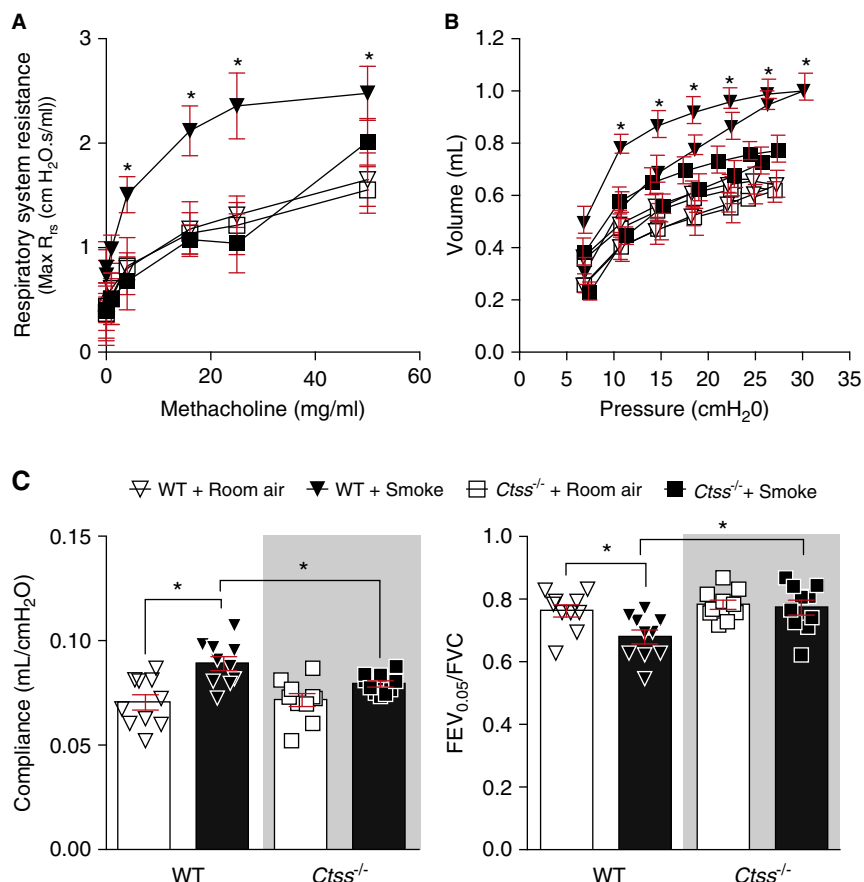 A
Respiratory system resistance
(Max Rrs (cm H2O.s/ml))
3
2
1
0
* * * * *
0 20 40 60
Methacholine (mg/ml)
B
Volume (mL)
1.2
1.0
0.8
0.6
0.4
0.2
0.0
* * * * * *
0 5 10 15 20 25 30 35
Pressure (cmH20)
C
WT + Room air WT + Smoke Ctss-/- + Room air Ctss-/- + Smoke
Compliance (mL/cmH2O)
0.15
0.10
0.05
0.00
* *
WT Ctss-/-
FEV0.05/FVC
1.0
0.8
0.6
0.4
0.2
0.0
* *
WT Ctss-/-